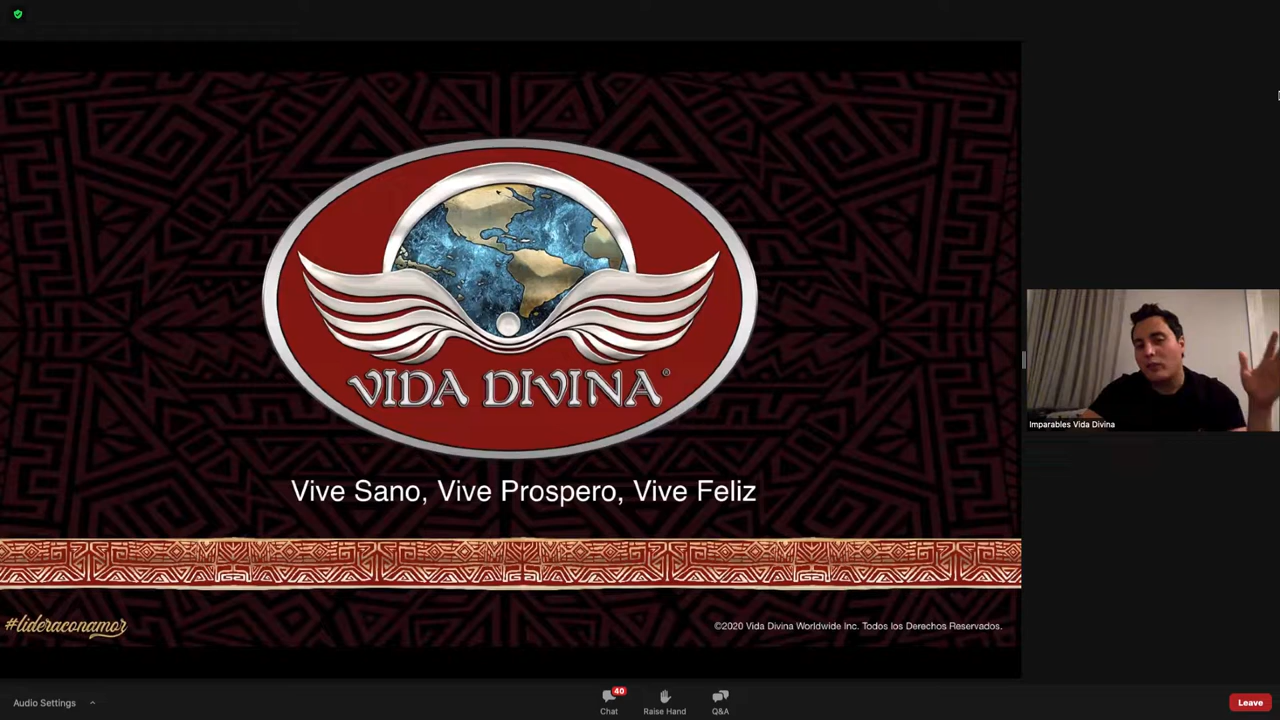 VIDA DIVINA®
Vive Sano, Vive Prospero, Vive Feliz
#lideraconamor
©2020 Vida Divina Worldwide Inc. Todos los Derechos Reservados.
Imparables Vida Divina
Audio Settings
40
Chat
Raise Hand
Q&A
Leave